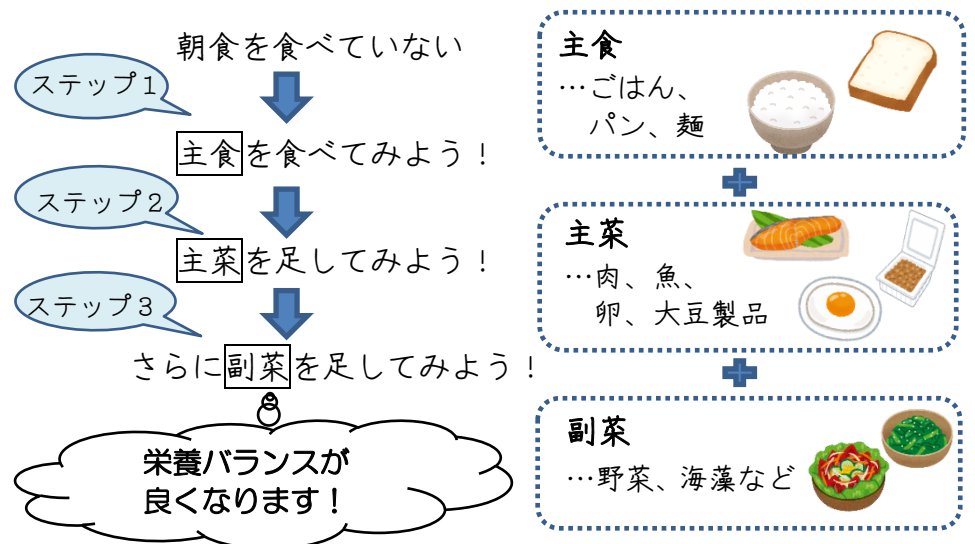 朝食を食べていない
ステップ１
主食を食べてみよう！
ステップ２
主菜を足してみよう！
ステップ３
さらに副菜を足してみよう！
栄養バランスが
良くなります！
主食
…ごはん、
パン、麺
主菜
…肉、魚、
卵、大豆製品
副菜
…野菜、海藻など